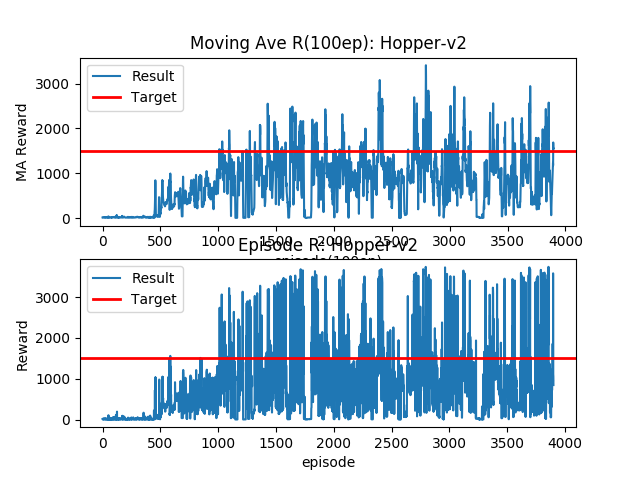 Moving Ave R(100ep): Hopper-v2
MA Reward
3000
2000
1000
0
Result
Target
0 500 1000 1500 2000 2500 3000 3500 4000
episode(100ep)
Episode R: Hopper-v2
Reward
3000
2000
1000
0
Result
Target
0 500 1000 1500 2000 2500 3000 3500 4000
episode